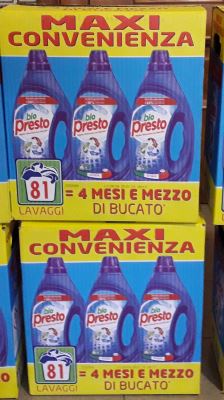 MAXI
CONVENIENZA
bio
Presto
bio
Presto
bio
Presto
81
LAVAGGI
= 4 MESI E MEZZO
DI BUCATO*
MAXI
CONVENIENZA
bio
Presto
bio
Presto
bio
Presto
81
LAVAGGI
= 4 MESI E MEZZO
DI BUCATO*